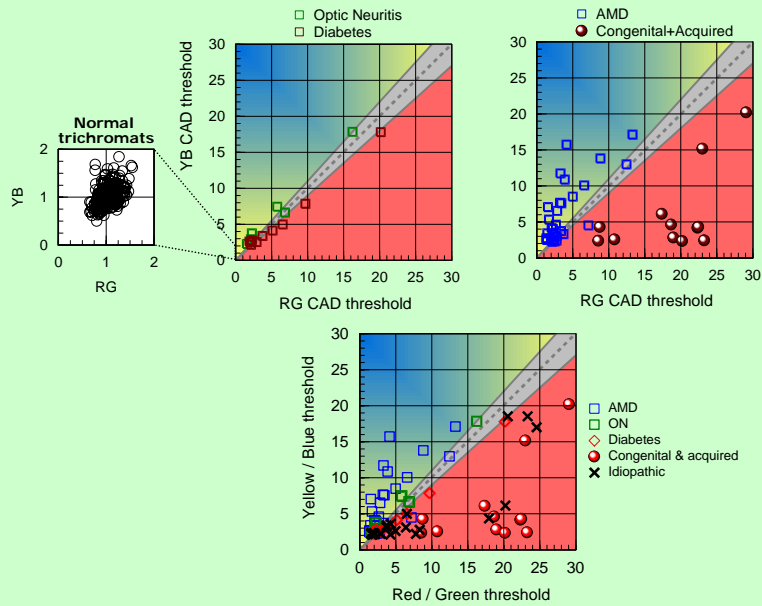 Optic Neuritis
Diabetes
YB CAD threshold
30
25
20
15
10
5
0
0 5 10 15 20 25 30
RG CAD threshold
AMD
Congenital+Acquired
30
25
20
15
10
5
0
0 5 10 15 20 25 30
RG CAD threshold
Normal
trichromats
YB
2
1
0
0 1 2
RG
Yellow / Blue threshold
30
25
20
15
10
5
0
0 5 10 15 20 25 30
Red / Green threshold
AMD
ON
Diabetes
Congenital & acquired
Idiopathic